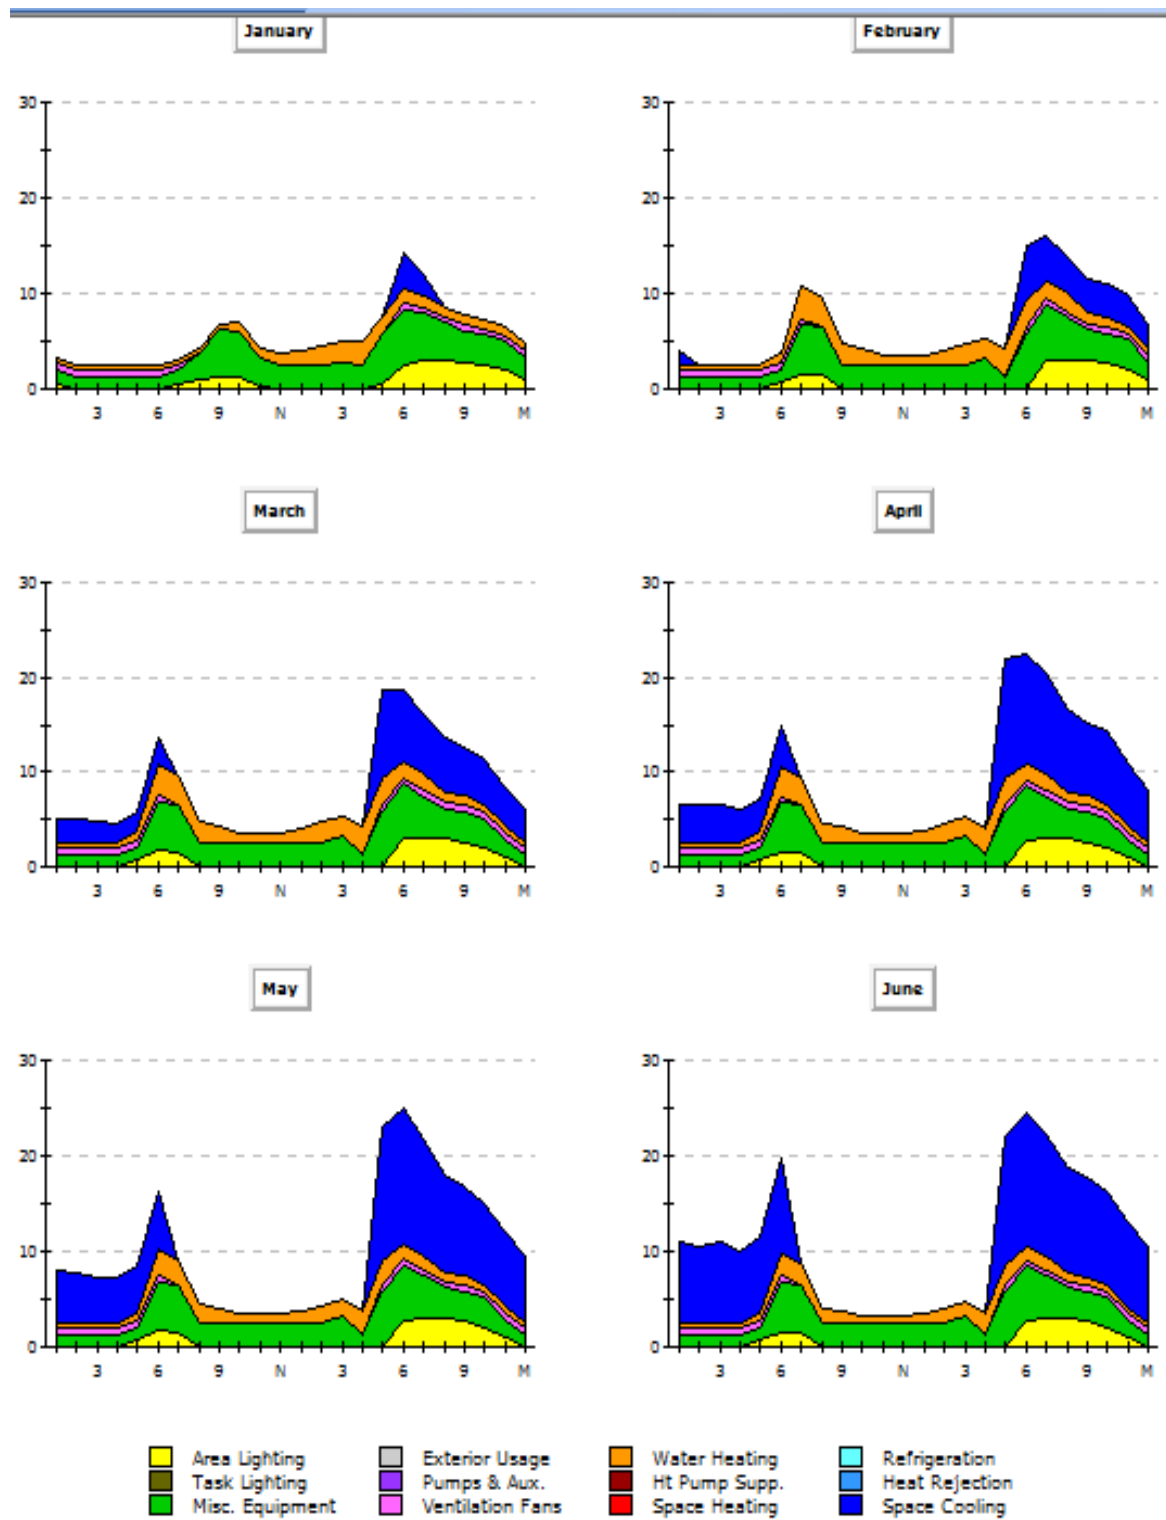 January
February
30
20
10
0
3 6 9 N 3 6 9 M
30
20
10
0
3 6 9 N 3 6 9 M
March
April
30
20
10
0
3 6 9 N 3 6 9 M
30
20
10
0
3 6 9 N 3 6 9 M
May
June
30
20
10
0
3 6 9 N 3 6 9 M
30
20
10
0
3 6 9 N 3 6 9 M
Area Lighting Exterior Usage Water Heating Refrigeration
Task Lighting Pumps & Aux. Ht Pump Supp. Heat Rejection
Misc. Equipment Ventilation Fans Space Heating Space Cooling